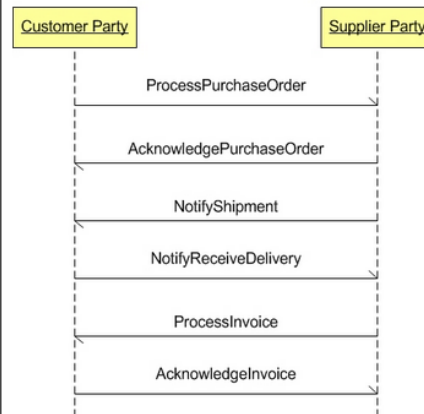 Customer Party
Supplier Party
ProcessPurchaseOrder
AcknowledgePurchaseOrder
NotifyShipment
NotifyReceiveDelivery
ProcessInvoice
AcknowledgeInvoice